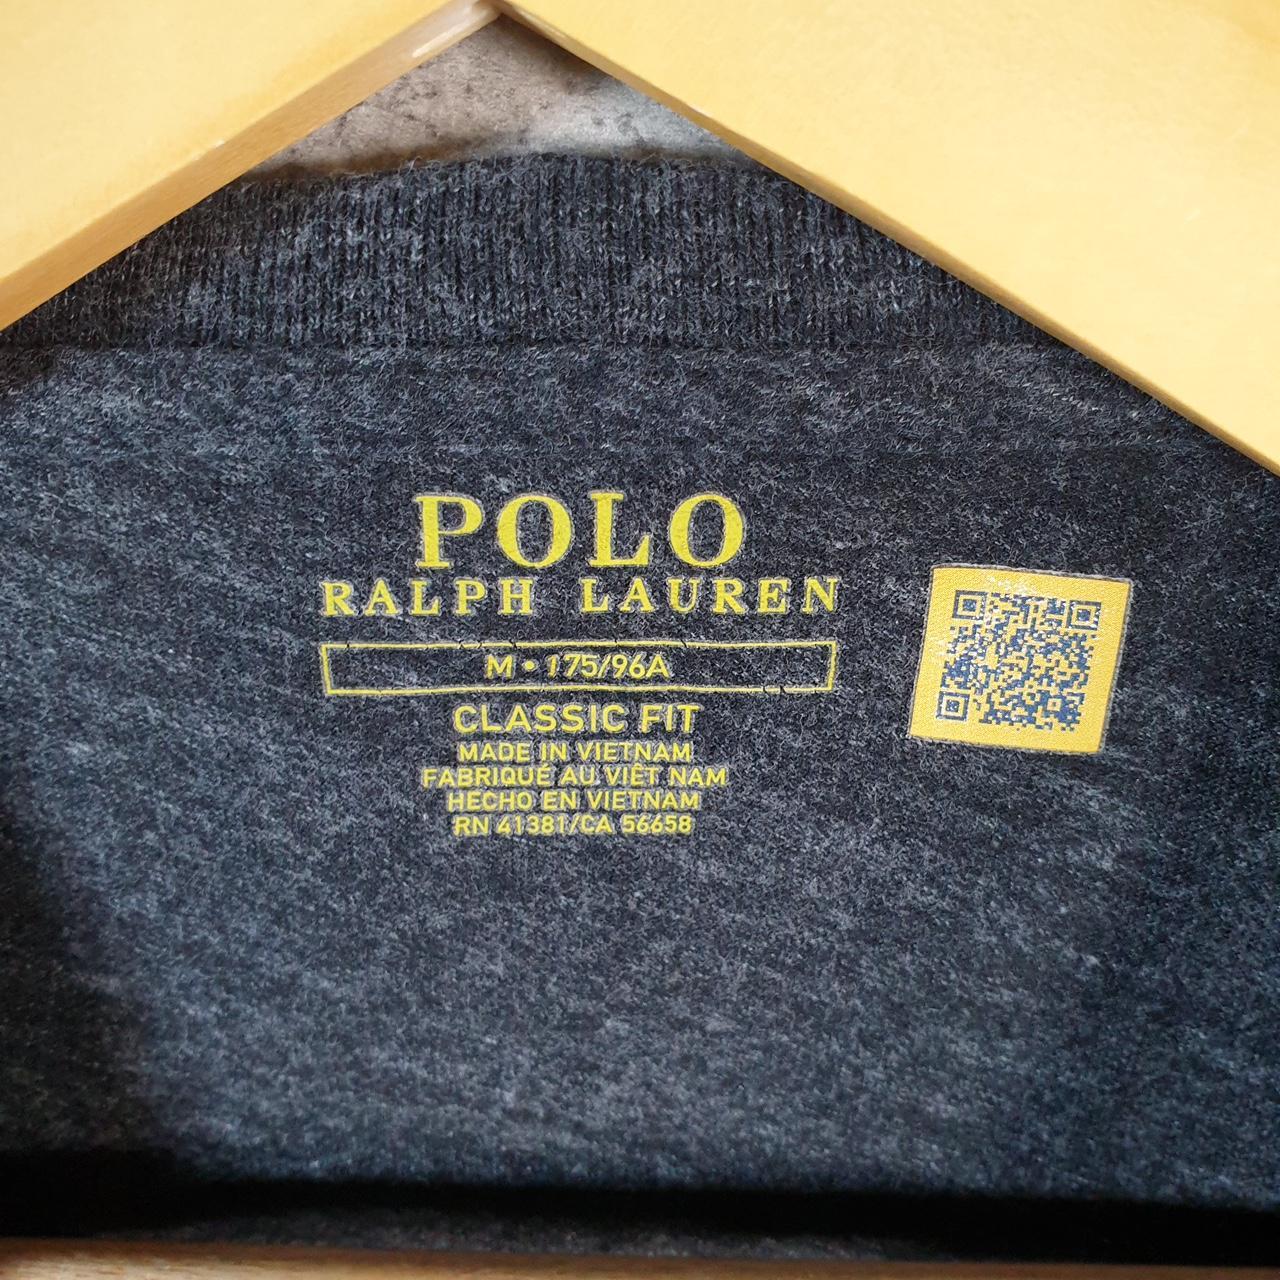 POLO
RALPH LAUREN
M • 175/96A
CLASSIC FIT
MADE IN VIETNAM
FABRIQUÉ AU VIÊT NAM
HECHO EN VIETNAM
RN 41381/CA 56658